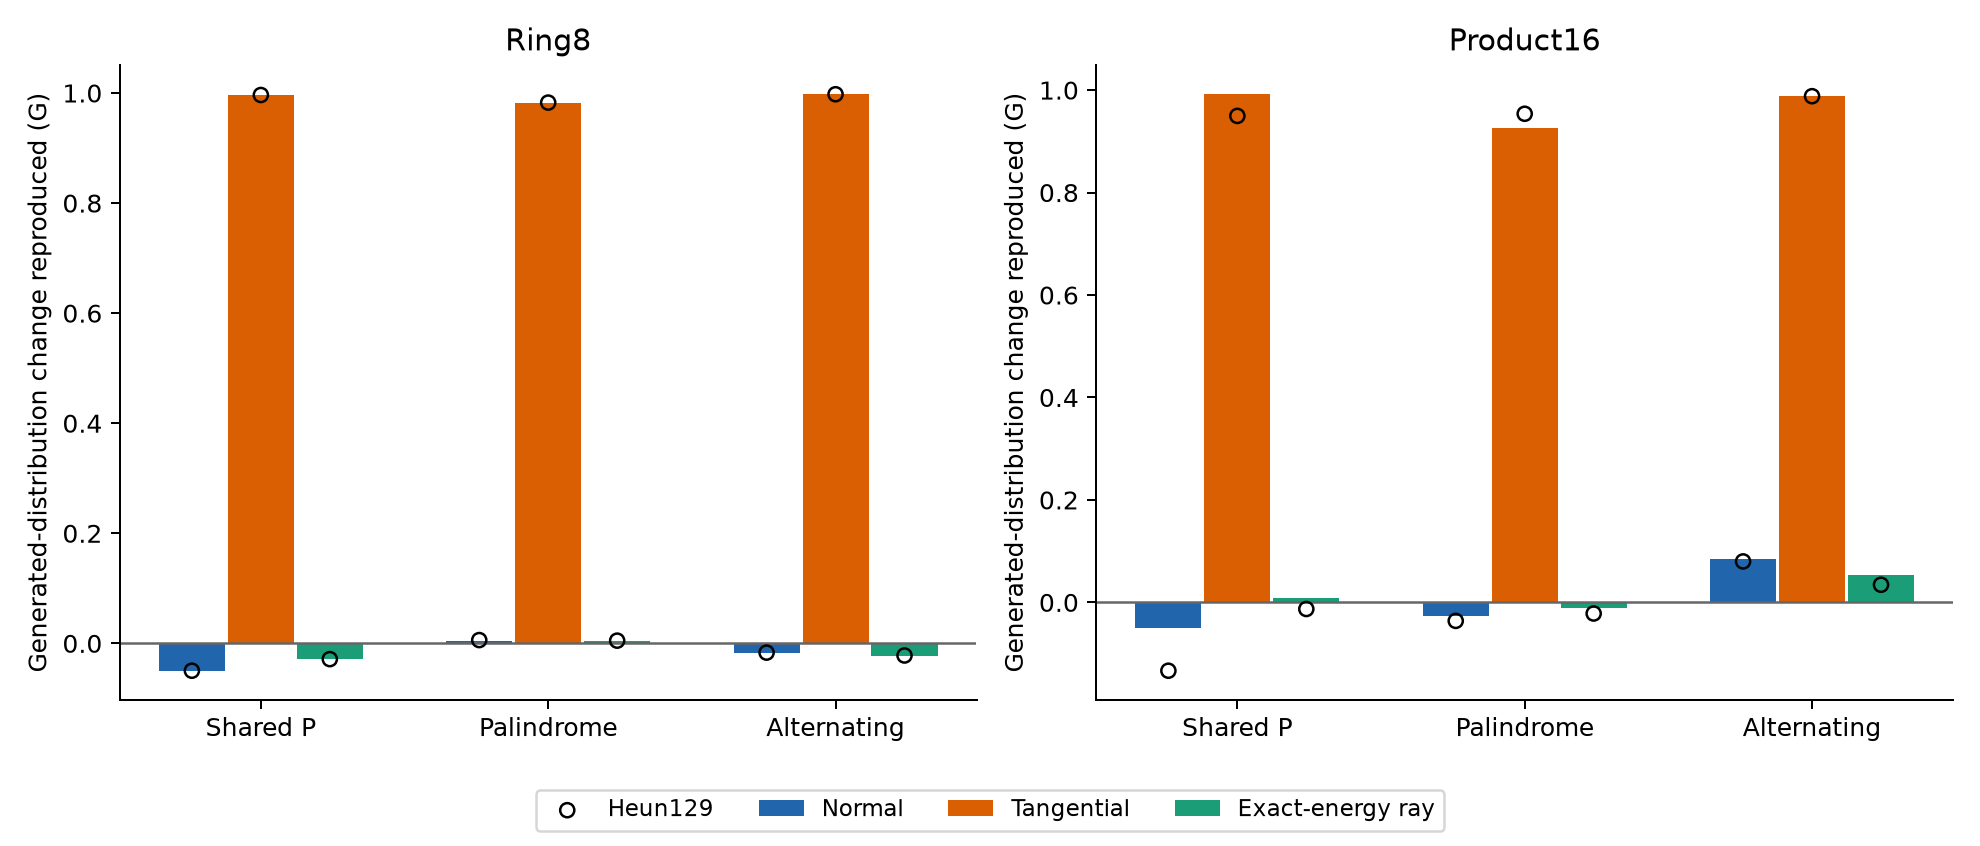 Ring8
Generated-distribution change reproduced (G)
1.0
0.8
0.6
0.4
0.2
0.0
Shared P Palindrome Alternating
Product16
Generated-distribution change reproduced (G)
1.0
0.8
0.6
0.4
0.2
0.0
Shared P Palindrome Alternating
Heun129 Normal Tangential Exact-energy ray